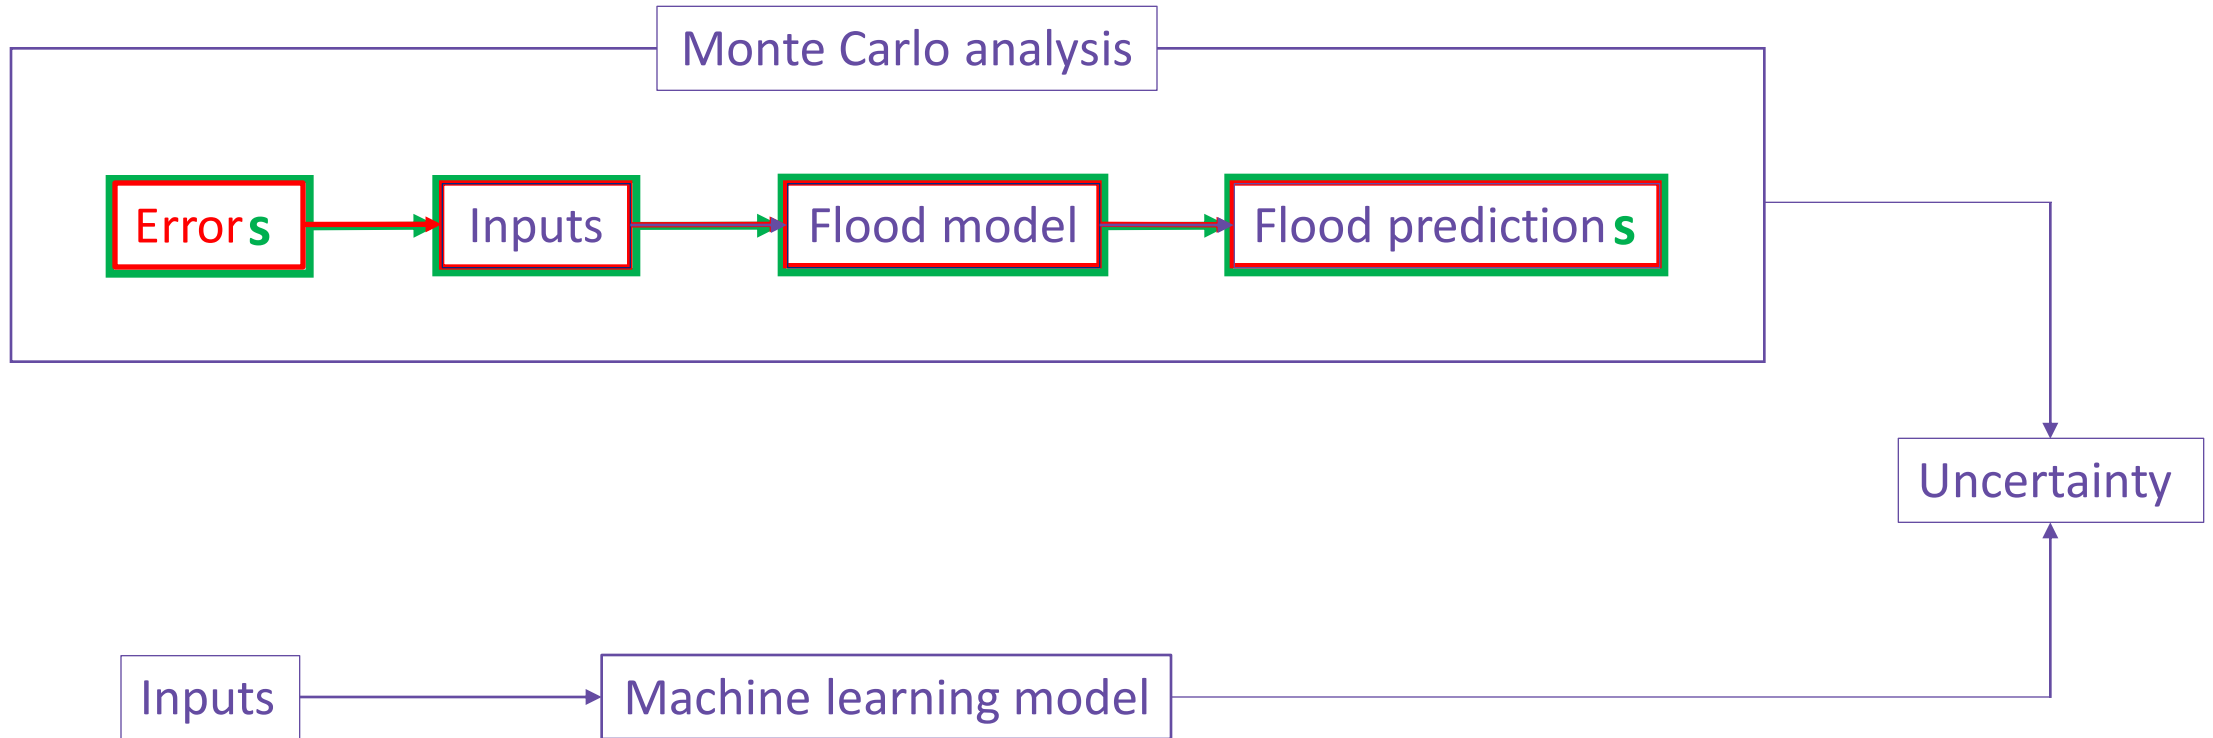 Monte Carlo analysis
Errors
Inputs
Flood model
Flood predictions
Uncertainty
Inputs
Machine learning model